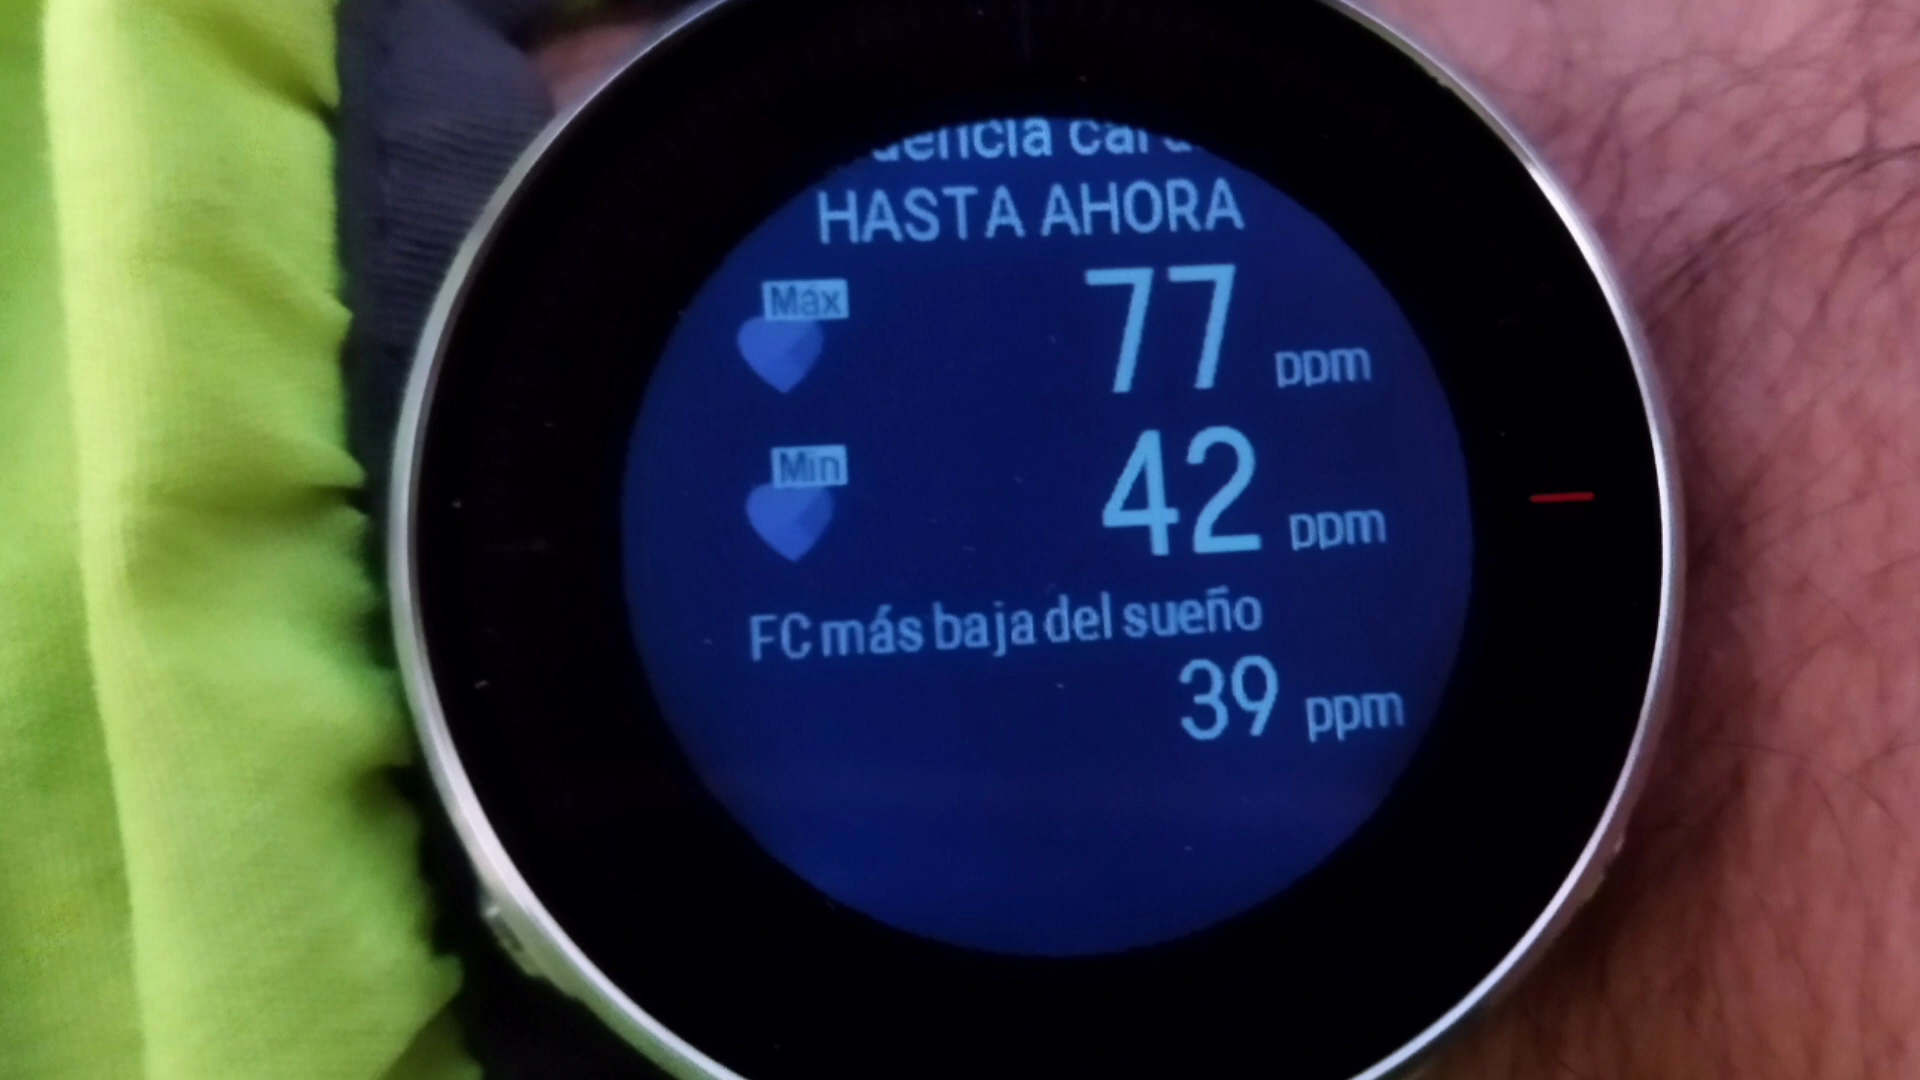 HASTA AHORA
Máx
77 ppm
Min
42 ppm
FC más baja del sueño
39 ppm